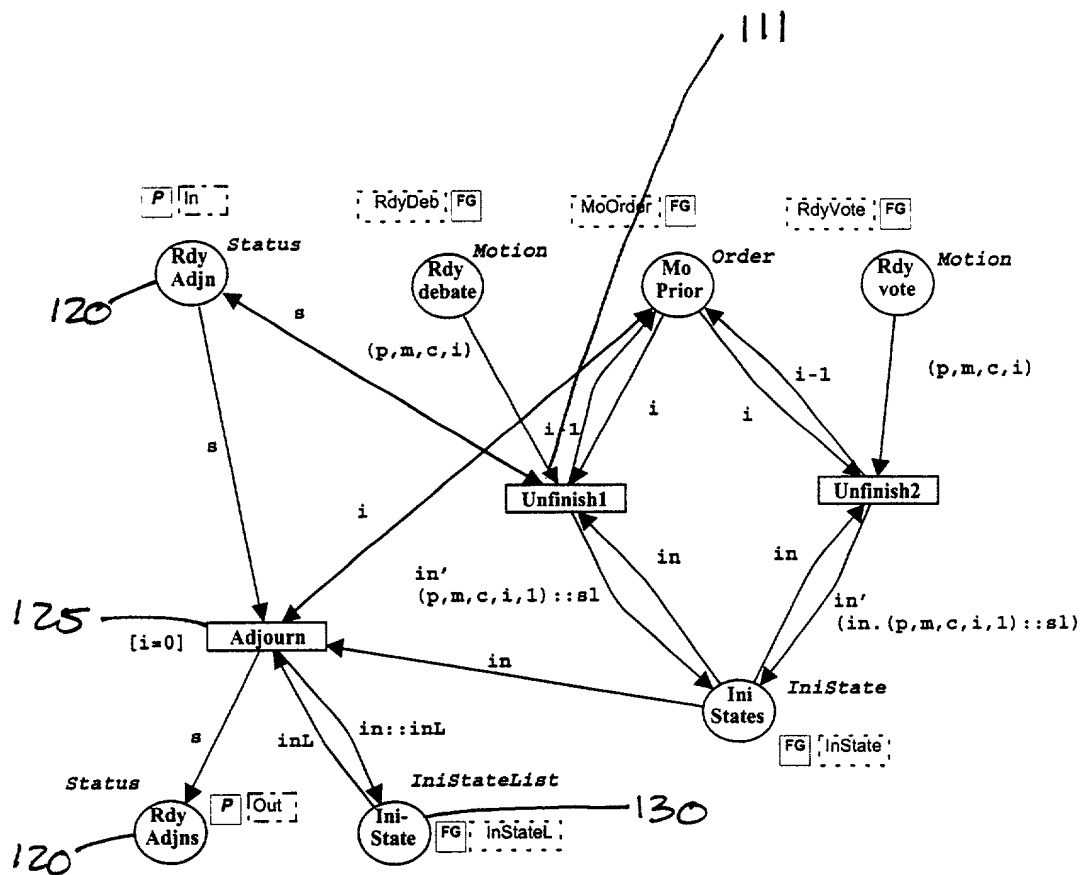 111
P In
RdyDeb FG
MoOrder FG
RdyVote FG
Status
Motion
Order
Motion
Rdy
Adjn
Rdy
debate
Mo
Prior
Rdy
vote
120
s
(p,m,c,i)
i-1
(p,m,c,i)
s
i-1
i
i
Unfinish1
Unfinish2
i
in
in
in'
(p,m,c,i,1)::sl
in'
(in.(p,m,c,i,1)::sl)
125
Adjourn
[i=0]
in
Ini
States
IniState
FG InState
s
inL
in::inL
Status
IniStateList
Rdy
Adjns
P Out
Ini-
State
130
FG InStateL
120